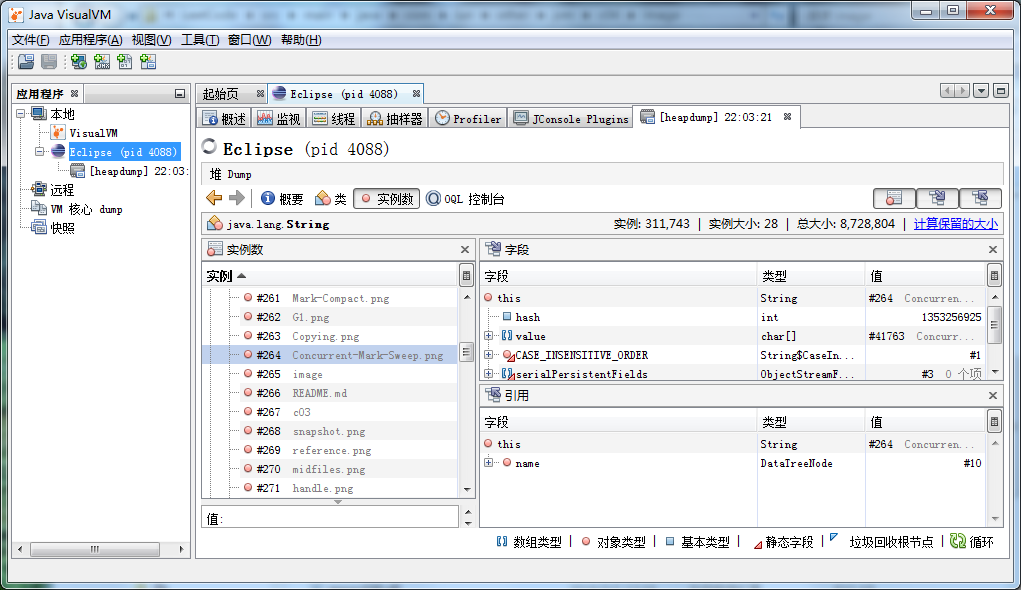 Java VisualVM
文件(F) 应用程序(A) 视图(V) 工具(T) 窗口(W) 帮助(H)
应用程序
本地
VisualVM
Eclipse (pid 4088)
[heapdump] 22:03:
远程
VM 核心 dump
快照
起始页 Eclipse (pid 4088)
概述 监视 线程 抽样器 Profiler JConsole Plugins [heapdump] 22:03:21
Eclipse (pid 4088)
堆 Dump
概要 类 实例数 OQL 控制台
java.lang.String 实例: 311,743 | 实例大小: 28 | 总大小: 8,728,804 | 计算保留的大小
实例数
实例
#261 Mark-Compact.png
#262 G1.png
#263 Copying.png
#264 Concurrent-Mark-Sweep.png
#265 image
#266 README.md
#267 c03
#268 snapshot.png
#269 reference.png
#270 midfiles.png
#271 handle.png
值:
字段
字段 类型 值
this String #264 Concurren...
hash int 1353256925
value char[] #41763 Concurr...
CASE_INSENSITIVE_ORDER String$CaseIn... #1
serialPersistentFields ObjectStreamF... #3 0 个项
引用
字段 类型 值
this String #264 Concurren...
name DataTreeNode #10
数组类型 | 对象类型 | 基本类型 | 静态字段 | 垃圾回收根节点 | 循环